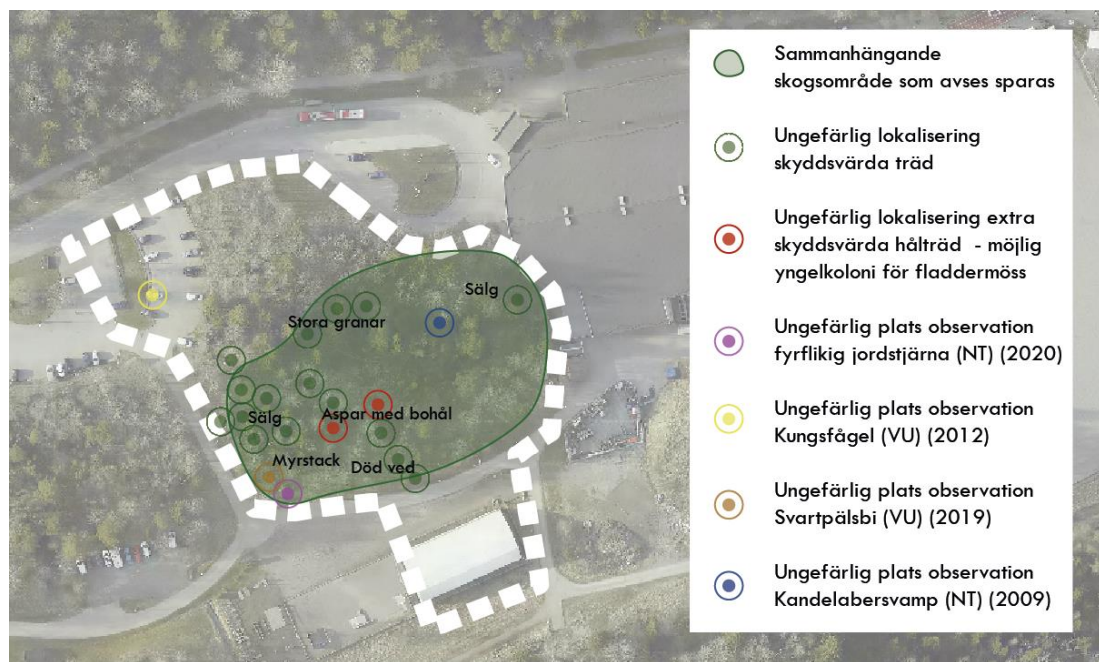 Sammanhängande
skogsområde som avses sparas
Ungefärlig lokalisering
skyddsvärda träd
Ungefärlig lokalisering extra
skyddsvärda hålträd - möjlig
yngelkoloni för fladdermöss
Ungefärlig plats observation
fyrflikig jordstjärna (NT) (2020)
Ungefärlig plats observation
Kungsfågel (VU) (2012)
Ungefärlig plats observation
Svartpälsbi (VU) (2019)
Ungefärlig plats observation
Kandelabersvamp (NT) (2009)
Sälg
Stora granar
Sälg
Aspar med bohål
Myrstack
Död ved